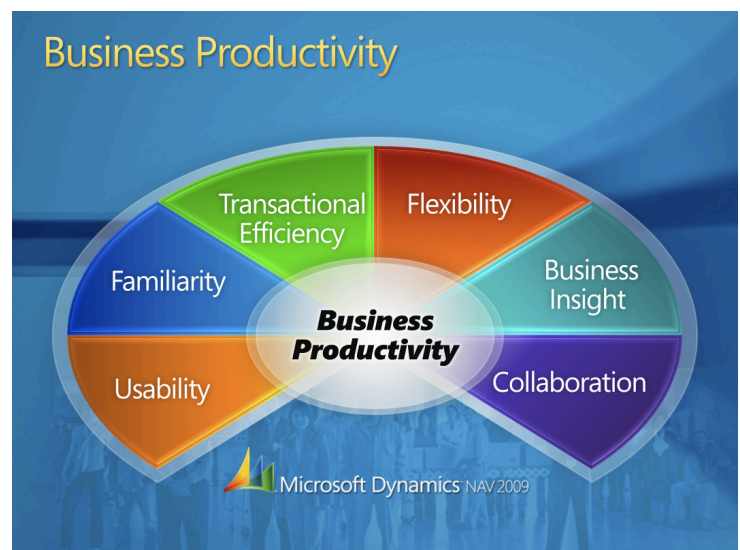 Business Productivity
Transactional
Efficiency
Flexibility
Familiarity
Business
Insight
Business
Productivity
Usability
Collaboration
Microsoft Dynamics NAV 2009